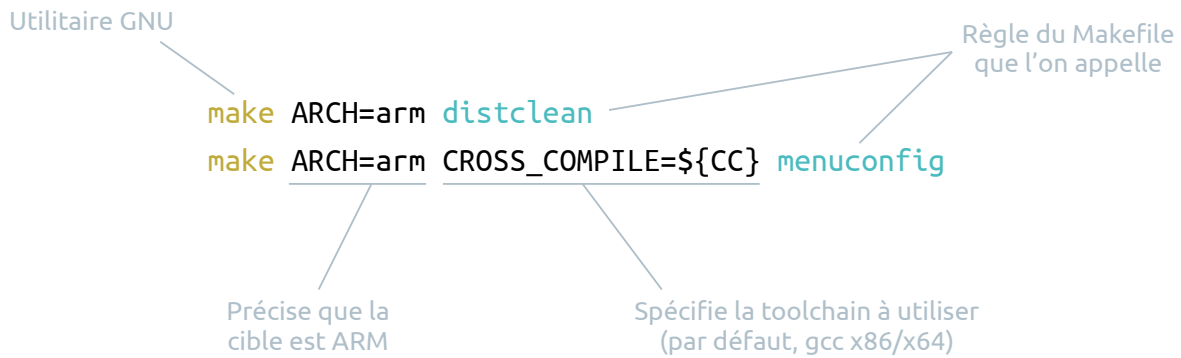 Utilitaire GNU
Règle du Makefile
que l’on appelle
make ARCH=arm distclean
make ARCH=arm CROSS_COMPILE=${CC} menuconfig
Précise que la
cible est ARM
Spécifie la toolchain à utiliser
(par défaut, gcc x86/x64)